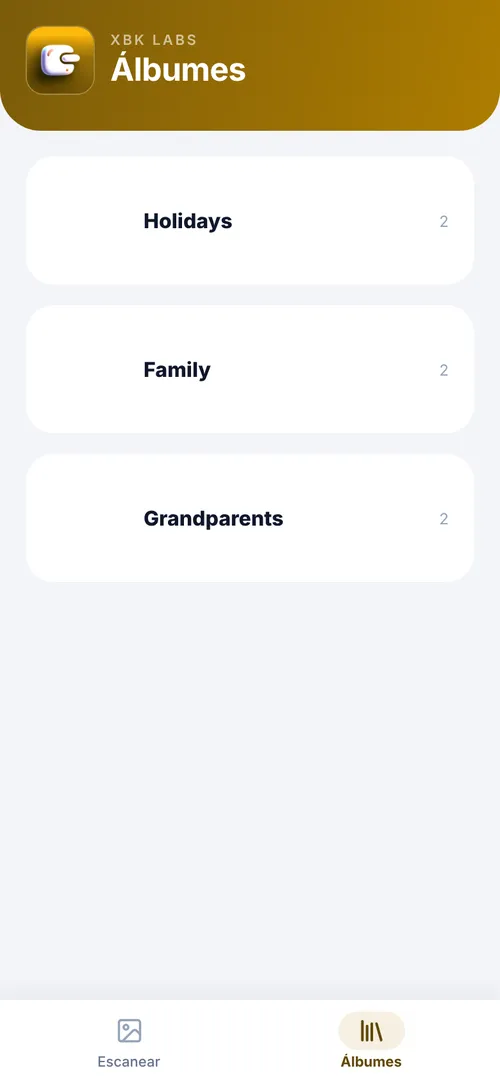 XBK LABS
Álbumes
Holidays
2
Family
2
Grandparents
2
Escanear
Álbumes